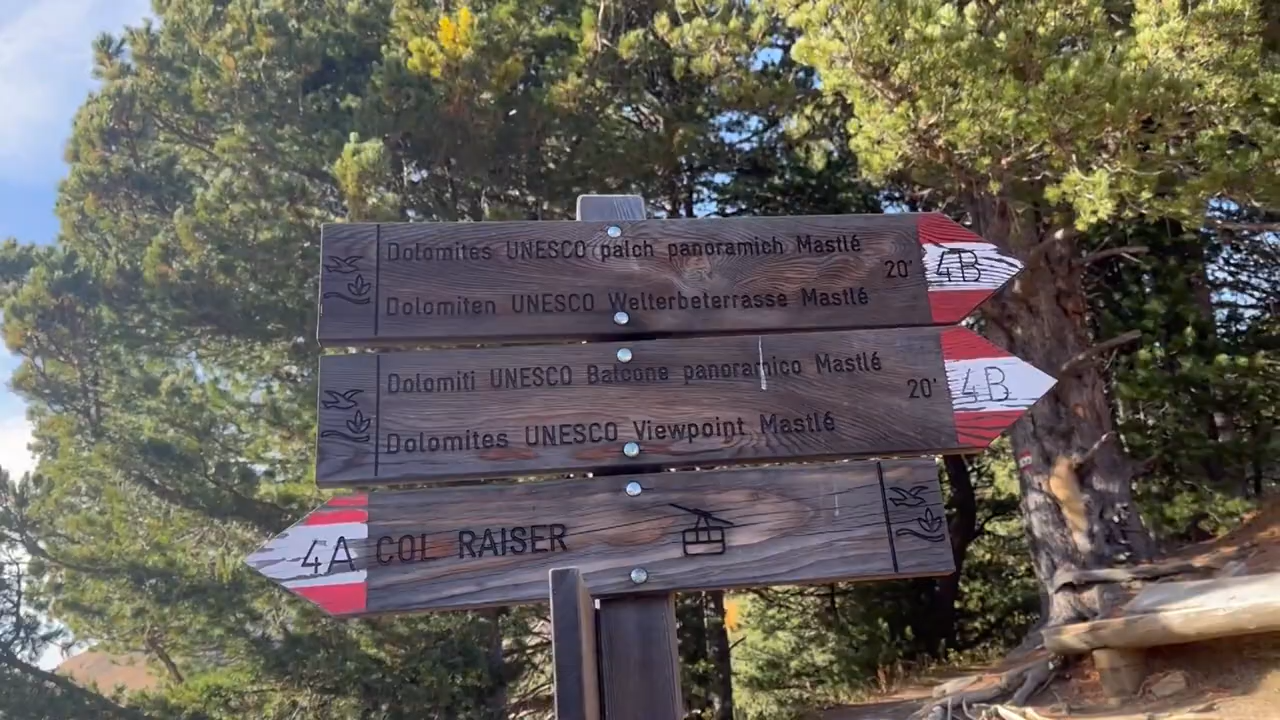 Dolomites UNESCO palch panoramich Mastlé
20' 4B
Dolomiten UNESCO Welterbeterrasse Mastlé
Dolomiti UNESCO Balcone panoramico Mastlé
20' 4B
Dolomites UNESCO Viewpoint Mastlé
4A COL RAISER